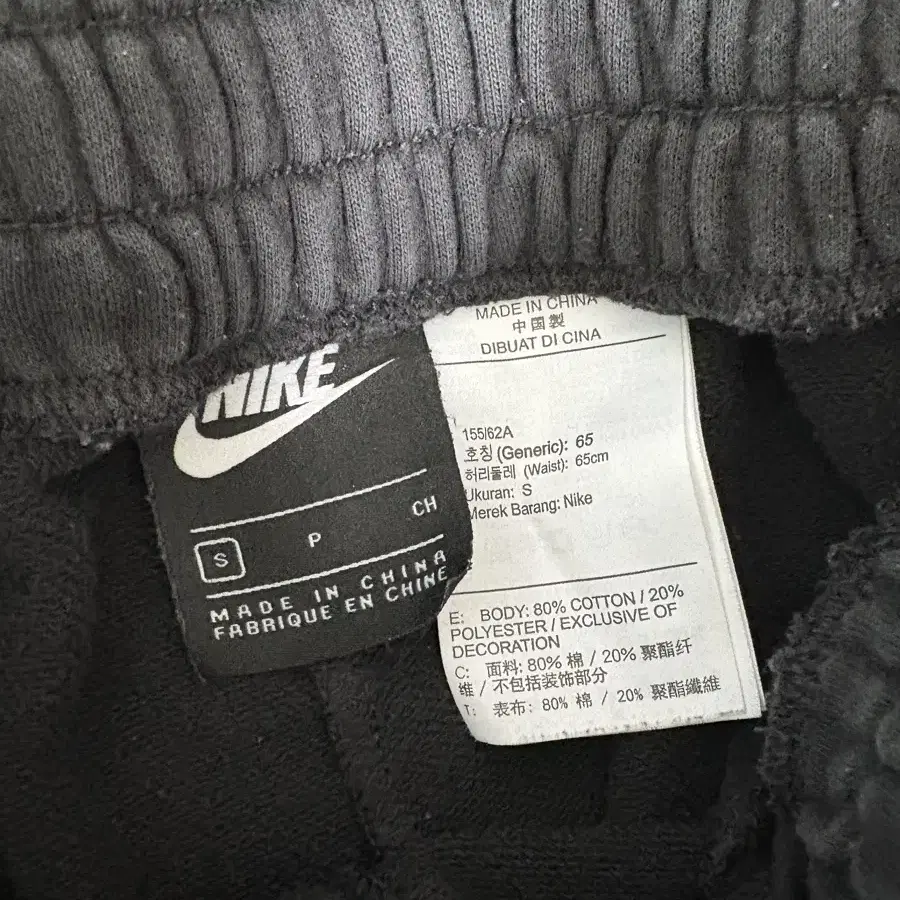 NIKE
S P CH
MADE IN CHINA
FABRIQUE EN CHINE
MADE IN CHINA
中国製
DIBUAT DI CINA
155/62A
호칭 (Generic): 65
허리둘레 (Waist): 65cm
Ukuran: S
Merek Barang: Nike
E: BODY: 80% COTTON / 20%
POLYESTER / EXCLUSIVE OF
DECORATION
C: 面料: 80% 棉 / 20% 聚酯纤
维 / 不包括装饰部分
T: 表布: 80% 棉 / 20% 聚酯纖維